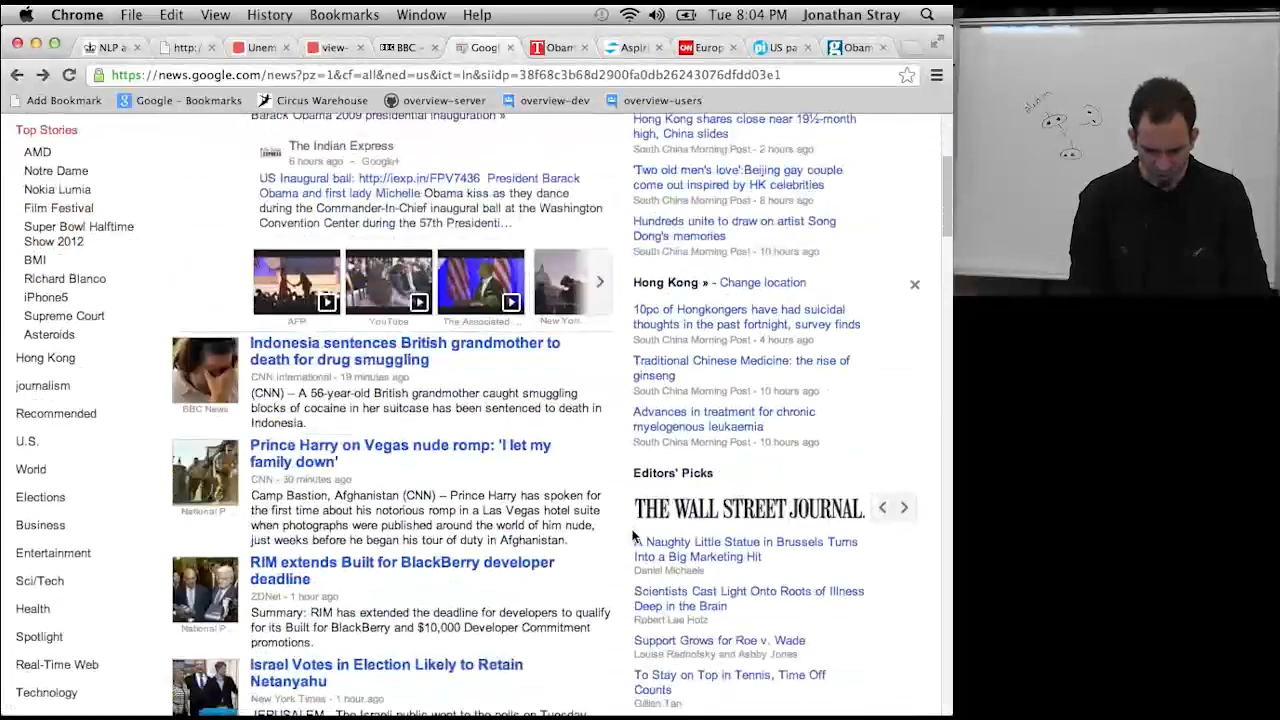 Chrome File Edit View History Bookmarks Window Help Tue 8:04 PM Jonathan Stray
NLP a http:/ Unem view- BBC – Goog Obam Aspiri Europ US pa Obam
https://news.google.com/news?pz=1&cf=all&ned=us&ict=ln&siidp=38f68c3b68d2900fa0db26243076dfdd03e1
Add Bookmark Google - Bookmarks Circus Warehouse overview-server overview-dev overview-users
Top Stories
AMD
Notre Dame
Nokia Lumia
Film Festival
Super Bowl Halftime
Show 2012
BMI
Richard Blanco
iPhone5
Supreme Court
Asteroids
Hong Kong
journalism
Recommended
U.S.
World
Elections
Business
Entertainment
Sci/Tech
Health
Spotlight
Real-Time Web
Technology
Barack Obama 2009 presidential inauguration »
The Indian Express
6 hours ago – Google+
US Inaugural ball: http://iexp.in/FPV7436 President Barack
Obama and first lady Michelle Obama kiss as they dance
during the Commander-In-Chief inaugural ball at the Washington
Convention Center during the 57th Presidenti...
AFP YouTube The Associated ... New York
Indonesia sentences British grandmother to
death for drug smuggling
CNN International - 19 minutes ago
(CNN) – A 56-year-old British grandmother caught smuggling
blocks of cocaine in her suitcase has been sentenced to death in
Indonesia.
BBC News
Prince Harry on Vegas nude romp: 'I let my
family down'
CNN - 30 minutes ago
Camp Bastion, Afghanistan (CNN) – Prince Harry has spoken for
the first time about his notorious romp in a Las Vegas hotel suite
when photographs were published around the world of him nude,
just weeks before he began his tour of duty in Afghanistan.
National P...
RIM extends Built for BlackBerry developer
deadline
ZDNet - 1 hour ago
Summary: RIM has extended the deadline for developers to qualify
for its Built for BlackBerry and $10,000 Developer Commitment
promotions.
National P...
Israel Votes in Election Likely to Retain
Netanyahu
New York Times - 1 hour ago
JERUSALEM – The Israeli public went to the polls on Tuesday
Hong Kong shares close near 19½-month
high, China slides
South China Morning Post - 2 hours ago
'Two old men's love':Beijing gay couple
come out inspired by HK celebrities
South China Morning Post - 8 hours ago
Hundreds unite to draw on artist Song
Dong's memories
South China Morning Post - 10 hours ago
Hong Kong » - Change location
10pc of Hongkongers have had suicidal
thoughts in the past fortnight, survey finds
South China Morning Post - 4 hours ago
Traditional Chinese Medicine: the rise of
ginseng
South China Morning Post - 10 hours ago
Advances in treatment for chronic
myelogenous leukaemia
South China Morning Post - 10 hours ago
Editors' Picks
THE WALL STREET JOURNAL.
A Naughty Little Statue in Brussels Turns
Into a Big Marketing Hit
Daniel Michaels
Scientists Cast Light Onto Roots of Illness
Deep in the Brain
Robert Lee Hotz
Support Grows for Roe v. Wade
Louise Radnofsky and Ashby Jones
To Stay on Top in Tennis, Time Off
Counts
Gillian Tan